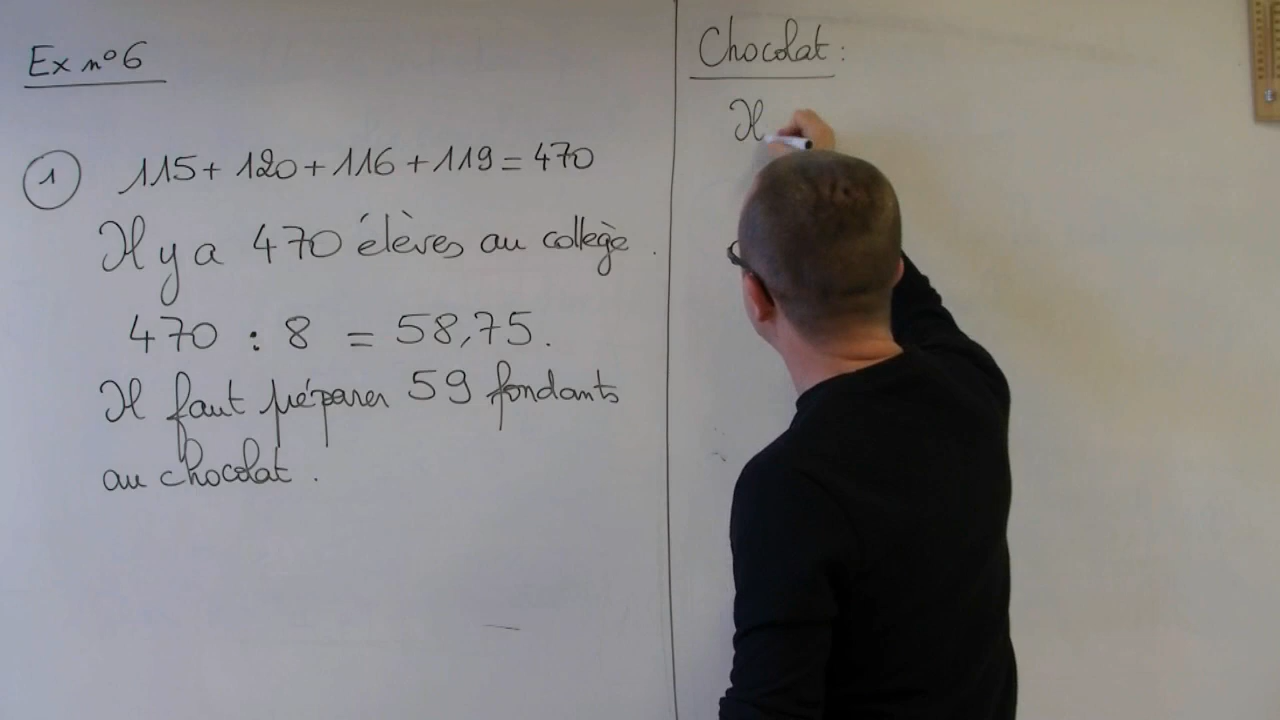 Ex n°6
1 115 + 120 + 116 + 119 = 470
Il y a 470 élèves au collège.
470 : 8 = 58,75.
Il faut préparer 59 fondants
au chocolat.
Chocolat :
Il